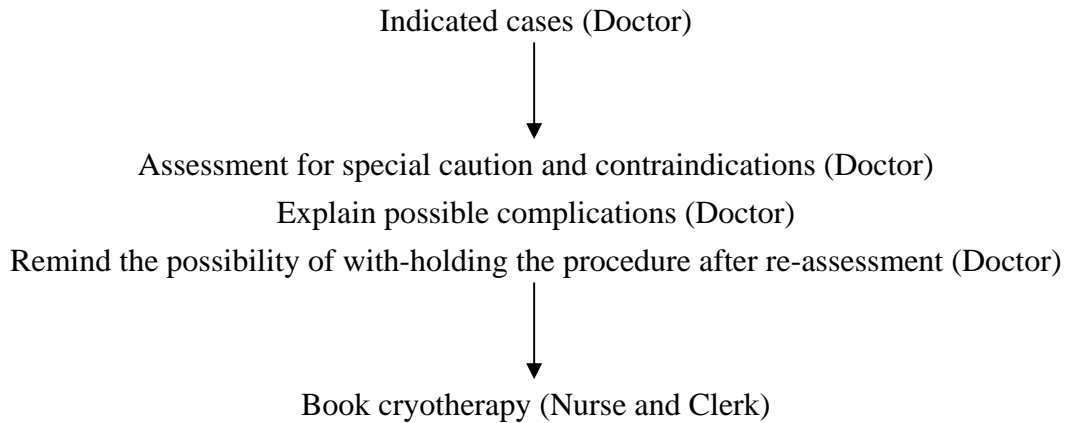 Indicated cases (Doctor)
Assessment for special caution and contraindications (Doctor)
Explain possible complications (Doctor)
Remind the possibility of with-holding the procedure after re-assessment (Doctor)
Book cryotherapy (Nurse and Clerk)